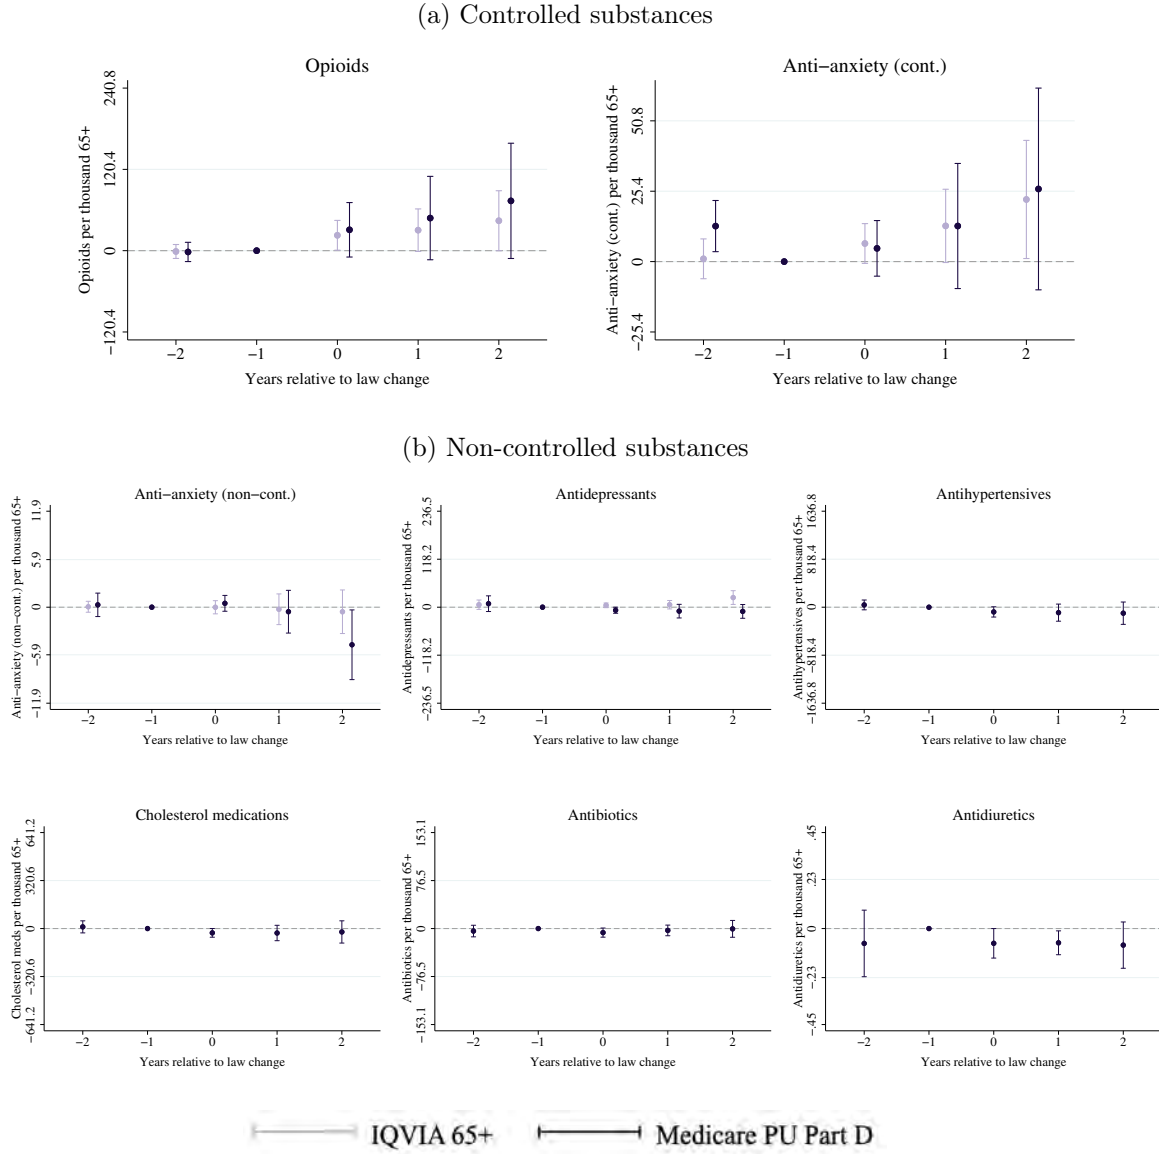 (a) Controlled substances
Opioids
Opioids per thousand 65+
240.8
120.4
0
−120.4
−2 −1 0 1 2
Years relative to law change
Anti−anxiety (cont.)
Anti−anxiety (cont.) per thousand 65+
50.8
25.4
0
−25.4
−2 −1 0 1 2
Years relative to law change
(b) Non-controlled substances
Anti−anxiety (non−cont.)
Anti−anxiety (non−cont.) per thousand 65+
11.9
5.9
0
−5.9
−11.9
−2 −1 0 1 2
Years relative to law change
Antidepressants
Antidepressants per thousand 65+
236.5
118.2
0
−118.2
−236.5
−2 −1 0 1 2
Years relative to law change
Antihypertensives
Antihypertensives per thousand 65+
1636.8
818.4
0
−818.4
−1636.8
−2 −1 0 1 2
Years relative to law change
Cholesterol medications
Cholesterol meds per thousand 65+
641.2
320.6
0
−320.6
−641.2
−2 −1 0 1 2
Years relative to law change
Antibiotics
Antibiotics per thousand 65+
153.1
76.5
0
−76.5
−153.1
−2 −1 0 1 2
Years relative to law change
Antidiuretics
Antidiuretics per thousand 65+
.45
.23
0
−.23
−.45
−2 −1 0 1 2
Years relative to law change
IQVIA 65+ Medicare PU Part D